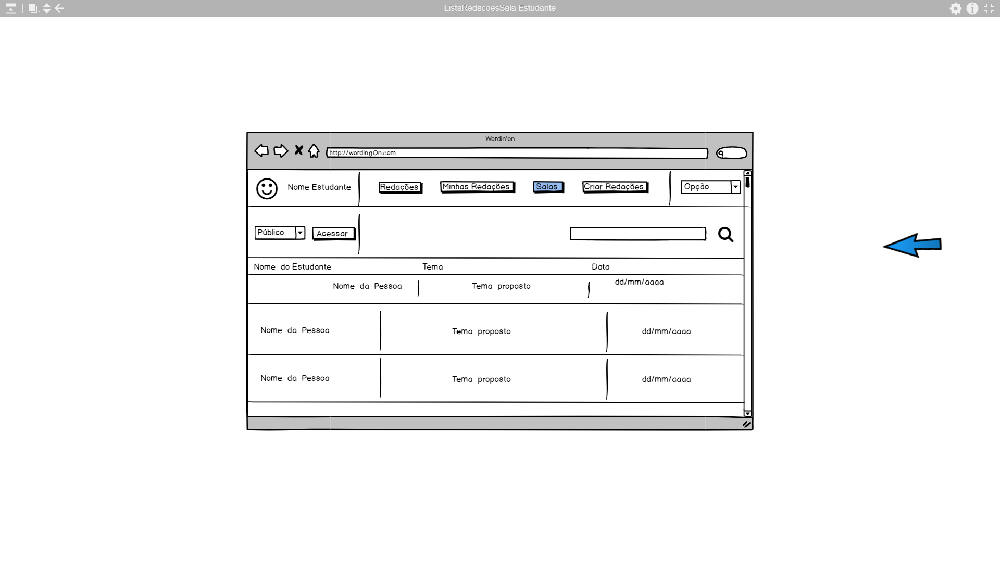 ListaRedacoesSala Estudante
Wordin'on
http://wordingOn.com
Nome Estudante
Redações
Minhas Redações
Salas
Criar Redações
Opção
Público
Acessar
Nome do Estudante
Tema
Data
Nome da Pessoa
Tema proposto
dd/mm/aaaa
Nome da Pessoa
Tema proposto
dd/mm/aaaa
Nome da Pessoa
Tema proposto
dd/mm/aaaa